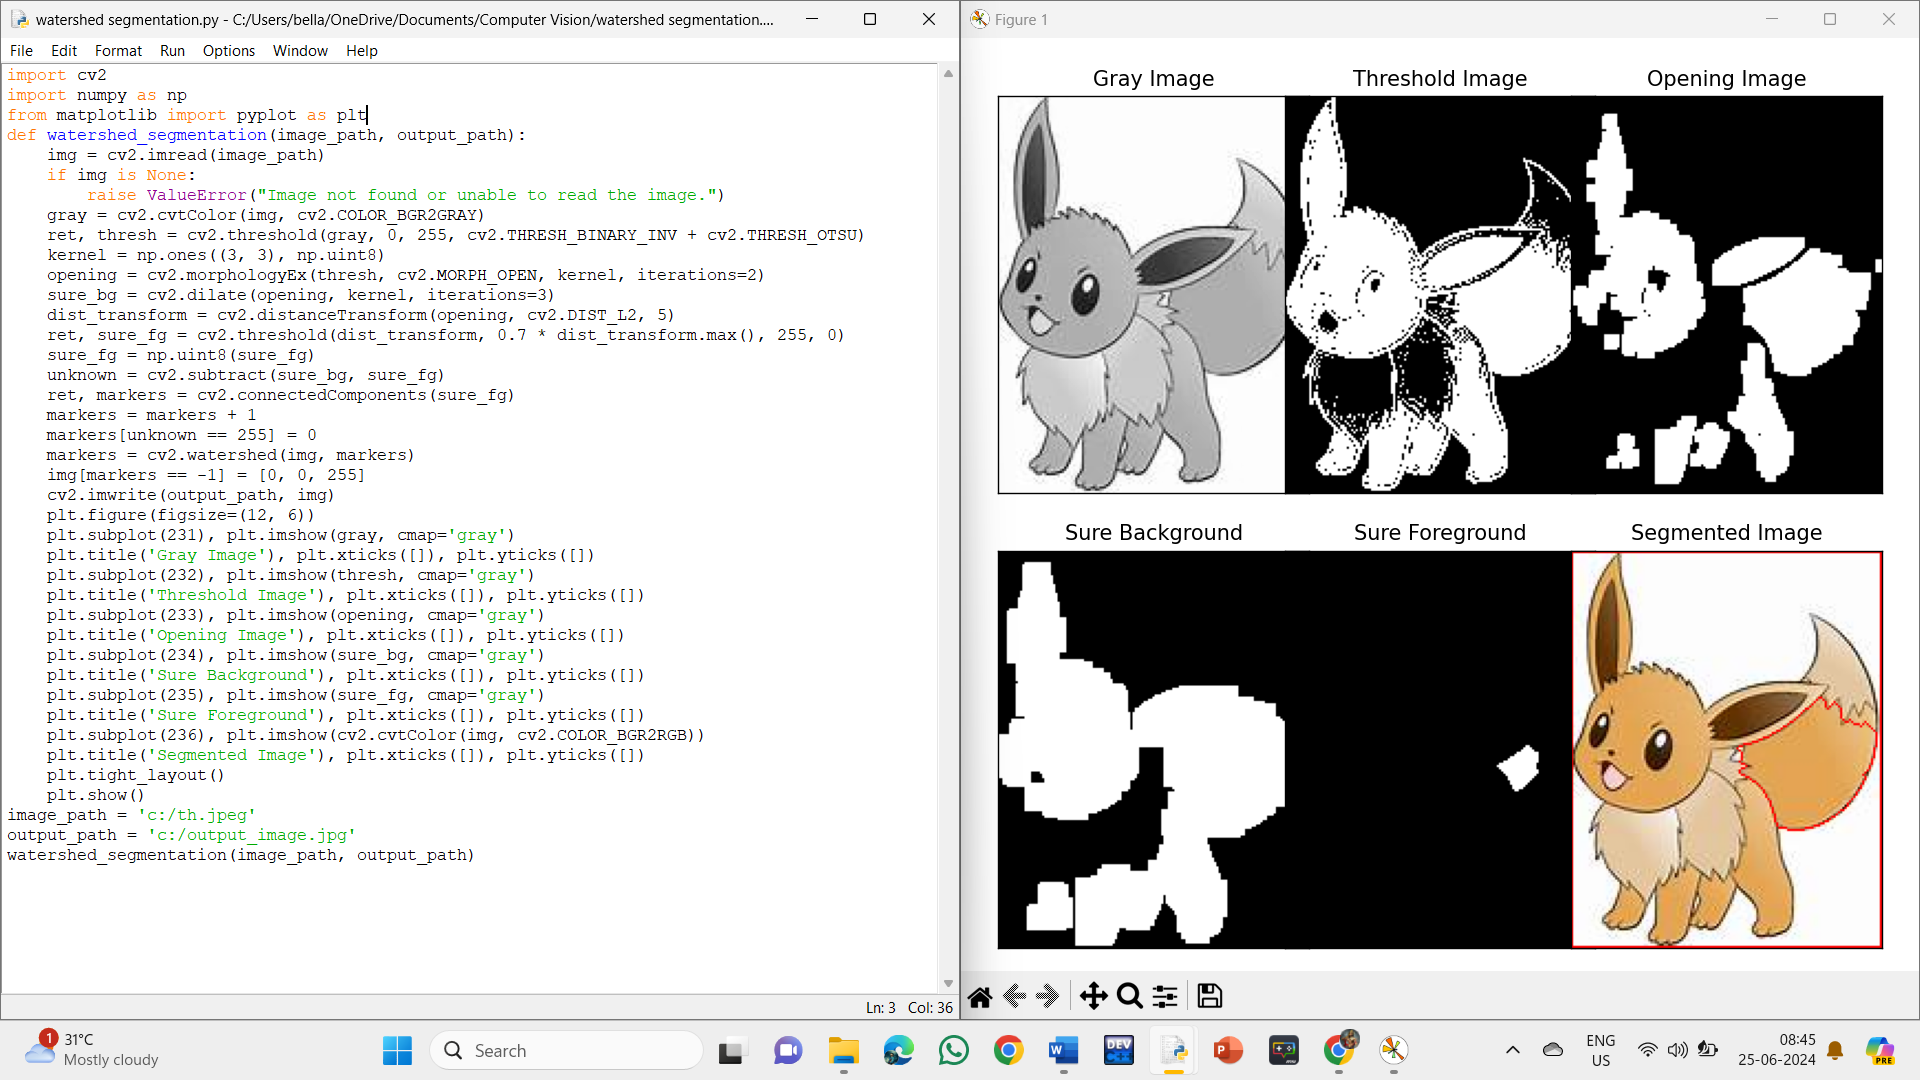 watershed segmentation.py - C:/Users/bella/OneDrive/Documents/Computer Vision/watershed segmentation....
File Edit Format Run Options Window Help
import cv2
import numpy as np
from matplotlib import pyplot as plt
def watershed_segmentation(image_path, output_path):
    img = cv2.imread(image_path)
    if img is None:
        raise ValueError("Image not found or unable to read the image.")
    gray = cv2.cvtColor(img, cv2.COLOR_BGR2GRAY)
    ret, thresh = cv2.threshold(gray, 0, 255, cv2.THRESH_BINARY_INV + cv2.THRESH_OTSU)
    kernel = np.ones((3, 3), np.uint8)
    opening = cv2.morphologyEx(thresh, cv2.MORPH_OPEN, kernel, iterations=2)
    sure_bg = cv2.dilate(opening, kernel, iterations=3)
    dist_transform = cv2.distanceTransform(opening, cv2.DIST_L2, 5)
    ret, sure_fg = cv2.threshold(dist_transform, 0.7 * dist_transform.max(), 255, 0)
    sure_fg = np.uint8(sure_fg)
    unknown = cv2.subtract(sure_bg, sure_fg)
    ret, markers = cv2.connectedComponents(sure_fg)
    markers = markers + 1
    markers[unknown == 255] = 0
    markers = cv2.watershed(img, markers)
    img[markers == -1] = [0, 0, 255]
    cv2.imwrite(output_path, img)
    plt.figure(figsize=(12, 6))
    plt.subplot(231), plt.imshow(gray, cmap='gray')
    plt.title('Gray Image'), plt.xticks([]), plt.yticks([])
    plt.subplot(232), plt.imshow(thresh, cmap='gray')
    plt.title('Threshold Image'), plt.xticks([]), plt.yticks([])
    plt.subplot(233), plt.imshow(opening, cmap='gray')
    plt.title('Opening Image'), plt.xticks([]), plt.yticks([])
    plt.subplot(234), plt.imshow(sure_bg, cmap='gray')
    plt.title('Sure Background'), plt.xticks([]), plt.yticks([])
    plt.subplot(235), plt.imshow(sure_fg, cmap='gray')
    plt.title('Sure Foreground'), plt.xticks([]), plt.yticks([])
    plt.subplot(236), plt.imshow(cv2.cvtColor(img, cv2.COLOR_BGR2RGB))
    plt.title('Segmented Image'), plt.xticks([]), plt.yticks([])
    plt.tight_layout()
    plt.show()
image_path = 'c:/th.jpeg'
output_path = 'c:/output_image.jpg'
watershed_segmentation(image_path, output_path)
Ln: 3 Col: 36
Figure 1
Gray Image Threshold Image Opening Image
Sure Background Sure Foreground Segmented Image
1 31°C
Mostly cloudy
Search
DEV
C++
ENG
US
08:45
25-06-2024
PRE